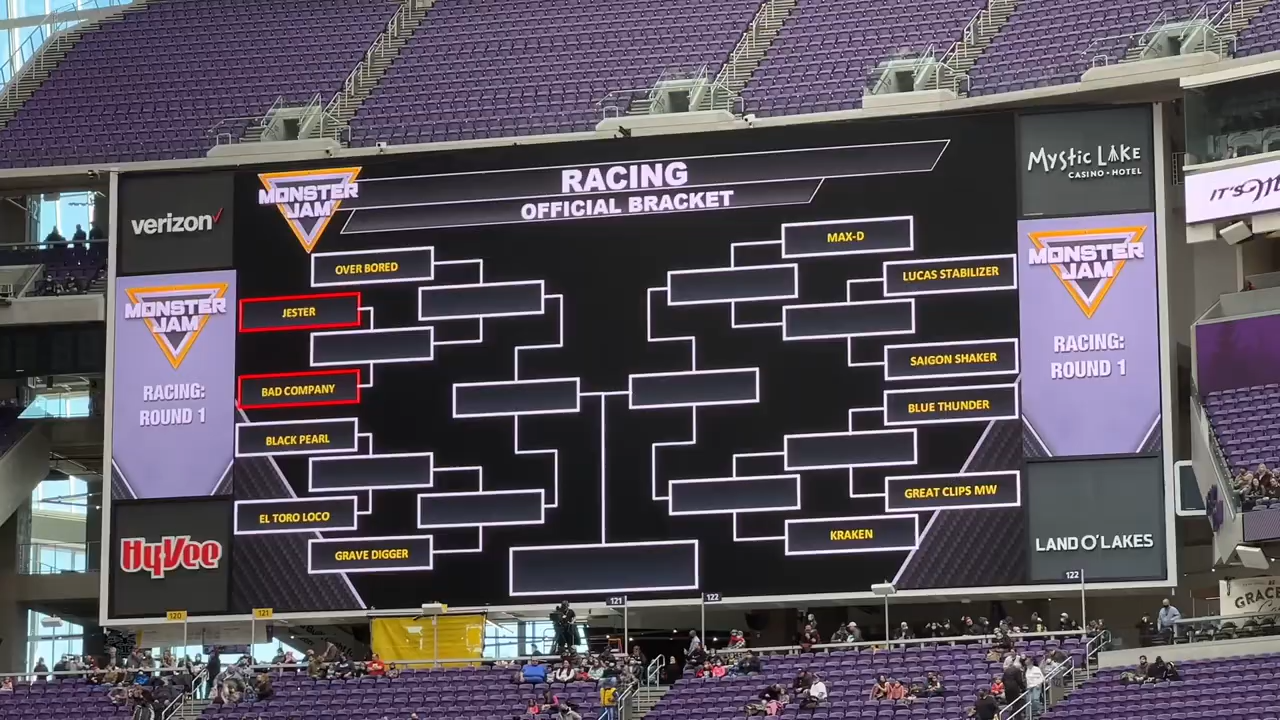 RACING
OFFICIAL BRACKET
MONSTER
JAM
verizon
MONSTER
JAM
RACING:
ROUND 1
HyVee
OVER BORED
JESTER
BAD COMPANY
BLACK PEARL
EL TORO LOCO
GRAVE DIGGER
MAX-D
LUCAS STABILIZER
SAIGON SHAKER
BLUE THUNDER
GREAT CLIPS MW
KRAKEN
MYSTIC LAKE
CASINO • HOTEL
MONSTER
JAM
RACING:
ROUND 1
LAND O'LAKES
IT'S
120
121
121
122
122
GRACE